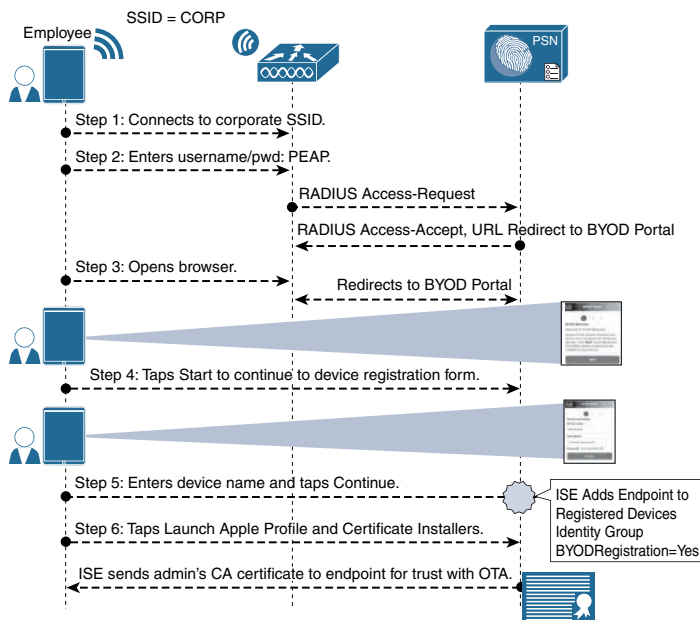 SSID = CORP
Employee
PSN
Step 1: Connects to corporate SSID.
Step 2: Enters username/pwd: PEAP.
RADIUS Access-Request
RADIUS Access-Accept, URL Redirect to BYOD Portal
Step 3: Opens browser.
Redirects to BYOD Portal
Step 4: Taps Start to continue to device registration form.
Step 5: Enters device name and taps Continue.
ISE Adds Endpoint to
Registered Devices
Identity Group
BYODRegistration=Yes
Step 6: Taps Launch Apple Profile and Certificate Installers.
ISE sends admin's CA certificate to endpoint for trust with OTA.